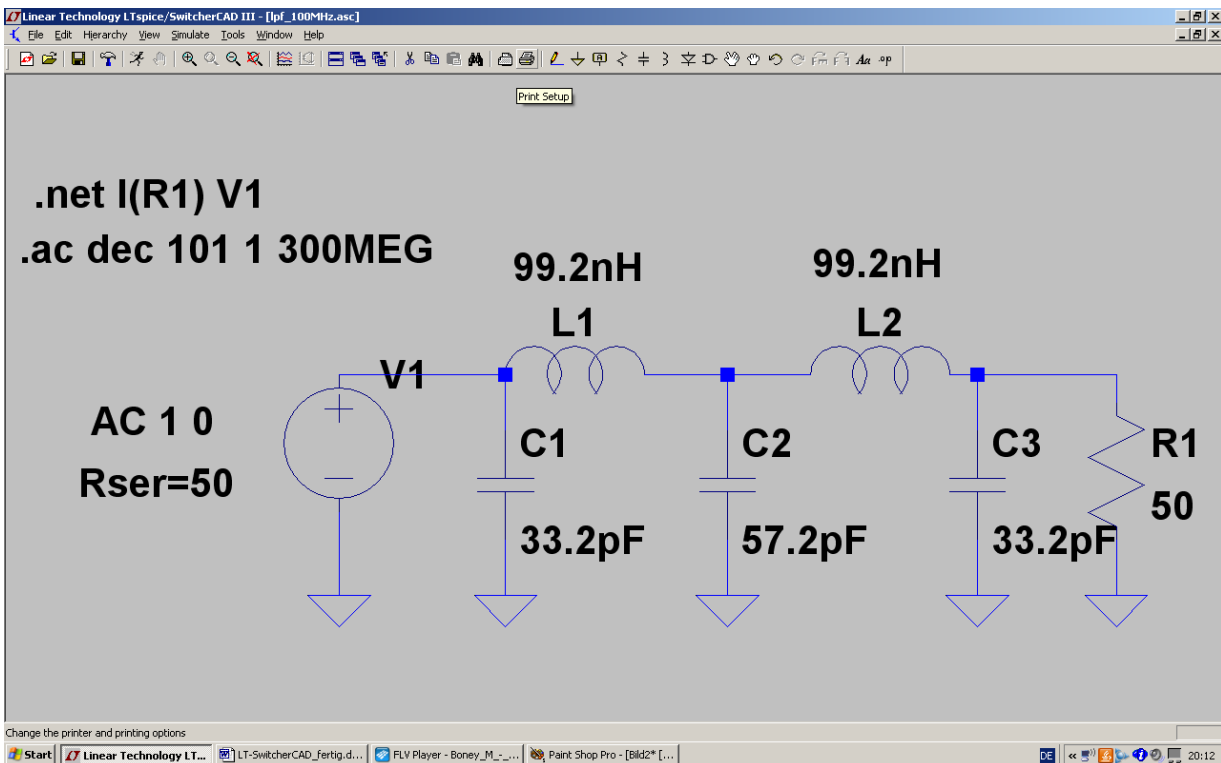 Linear Technology LTspice/SwitcherCAD III - [lpf_100MHz.asc]
File Edit Hierarchy View Simulate Tools Window Help
Aa .op
Print Setup
.net I(R1) V1
.ac dec 101 1 300MEG
99.2nH
99.2nH
L1
L2
V1
AC 1 0
Rser=50
C1
C2
C3
R1
50
33.2pF
57.2pF
33.2pF
Change the printer and printing options
Start Linear Technology LT... LT-SwitcherCAD_fertig.d... FLV Player - Boney_M_-_... Paint Shop Pro - [Bild2* [... DE « 20:12